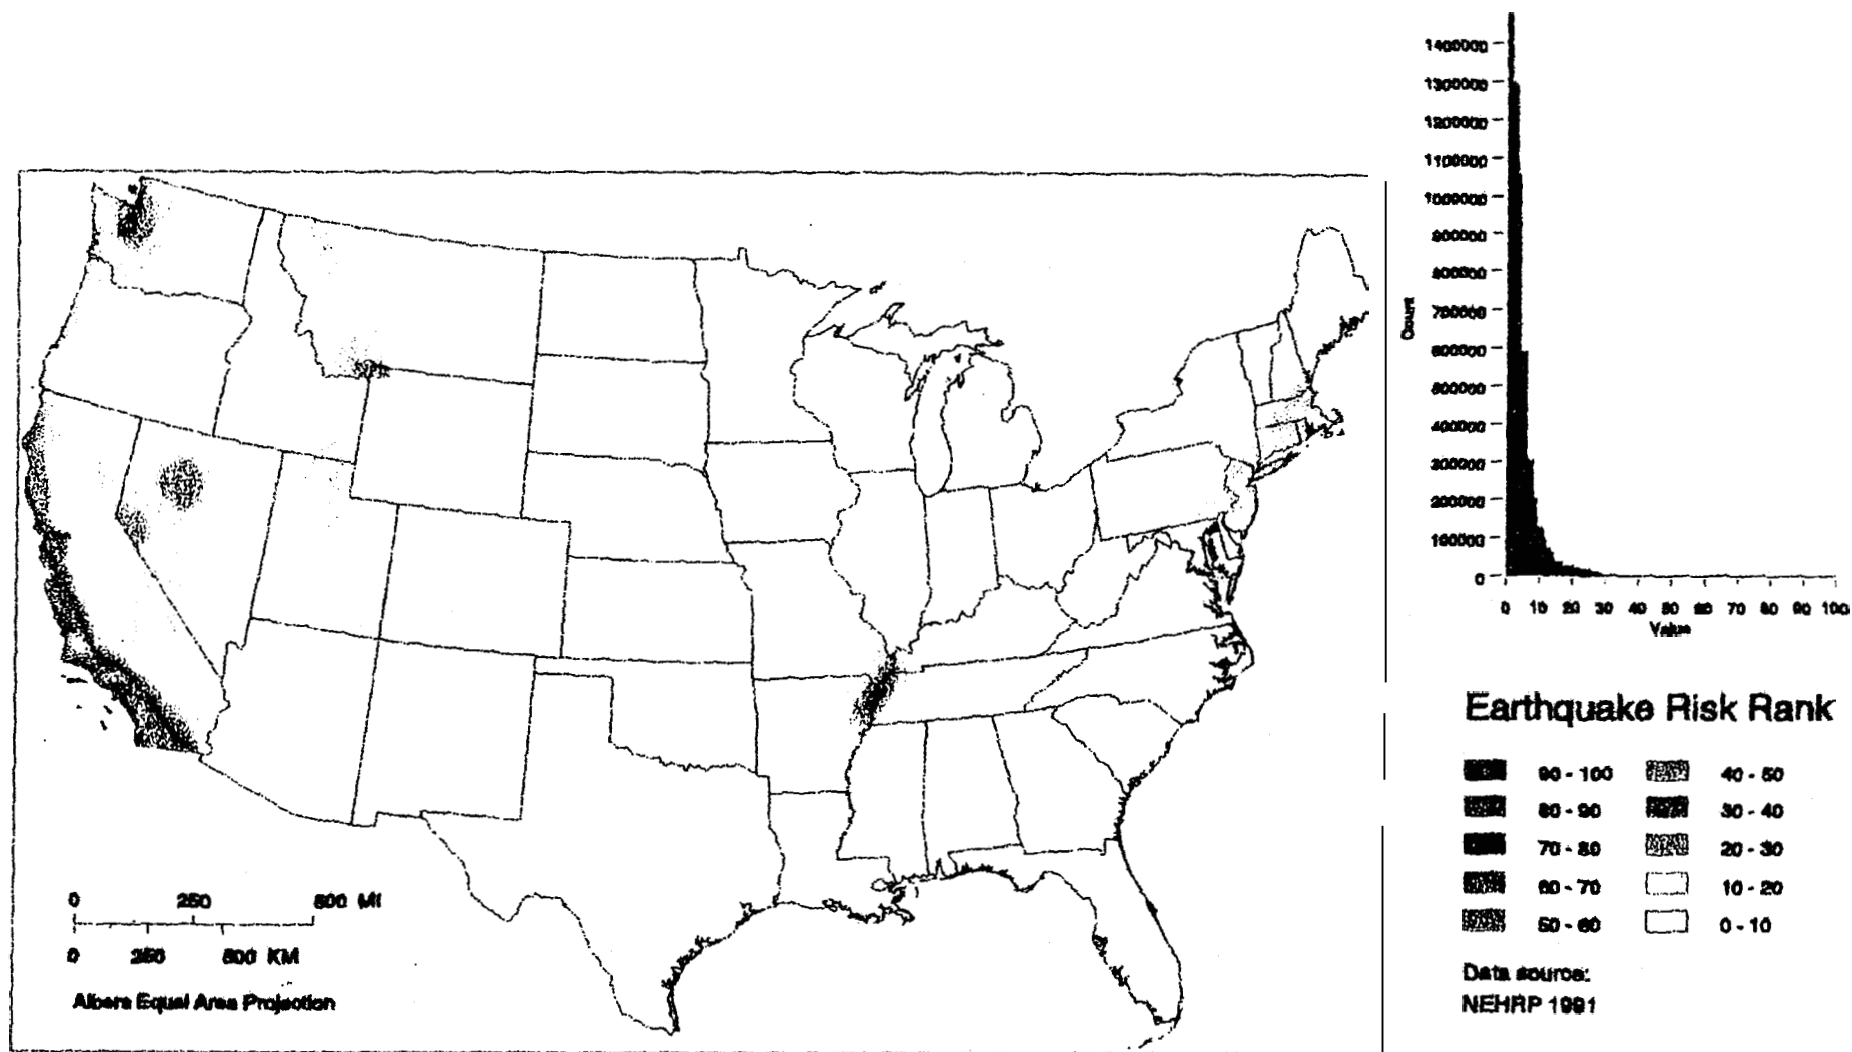 1400000
1300000
1200000
1100000
1000000
900000
800000
700000
600000
500000
400000
300000
200000
100000
0
Count
0 10 20 30 40 50 60 70 80 90 100
Value
Earthquake Risk Rank
90 - 100
80 - 90
70 - 80
60 - 70
50 - 60
40 - 50
30 - 40
20 - 30
10 - 20
0 - 10
Data source:
NEHRP 1991
0 250 500 MI
0 250 500 KM
Albers Equal Area Projection